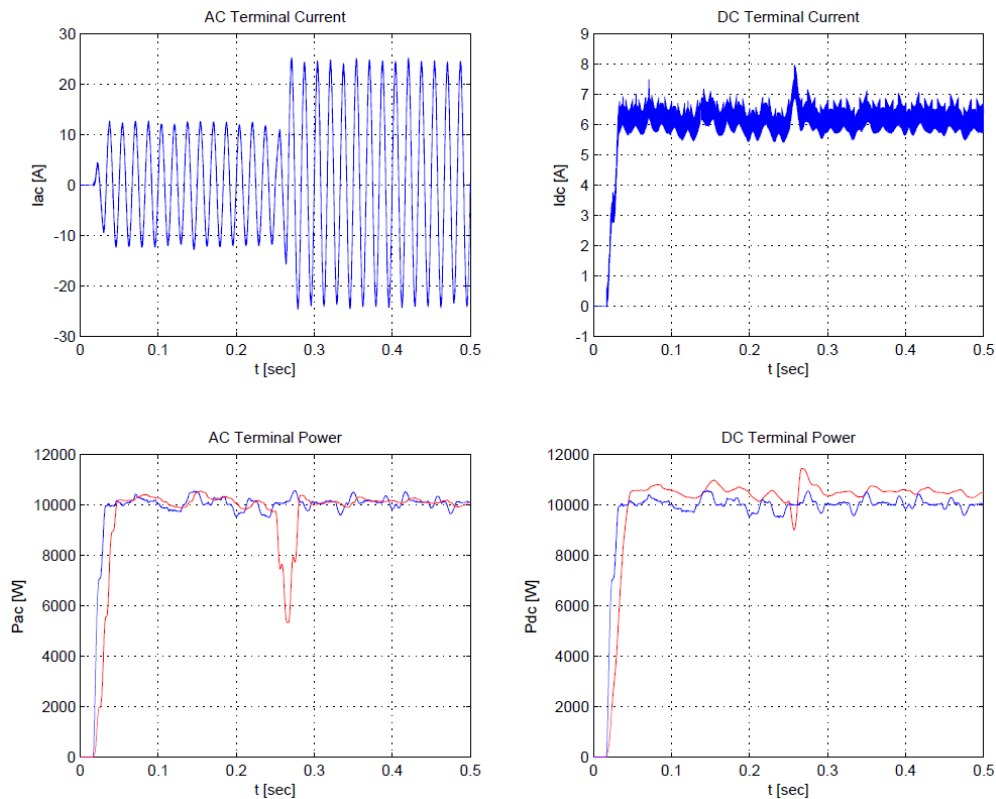 AC Terminal Current
30
20
10
0
-10
-20
-30
Iac [A]
0 0.1 0.2 0.3 0.4 0.5
t [sec]
DC Terminal Current
9
8
7
6
5
4
3
2
1
0
-1
Idc [A]
0 0.1 0.2 0.3 0.4 0.5
t [sec]
AC Terminal Power
12000
10000
8000
6000
4000
2000
0
Pac [W]
0 0.1 0.2 0.3 0.4 0.5
t [sec]
DC Terminal Power
12000
10000
8000
6000
4000
2000
0
Pdc [W]
0 0.1 0.2 0.3 0.4 0.5
t [sec]